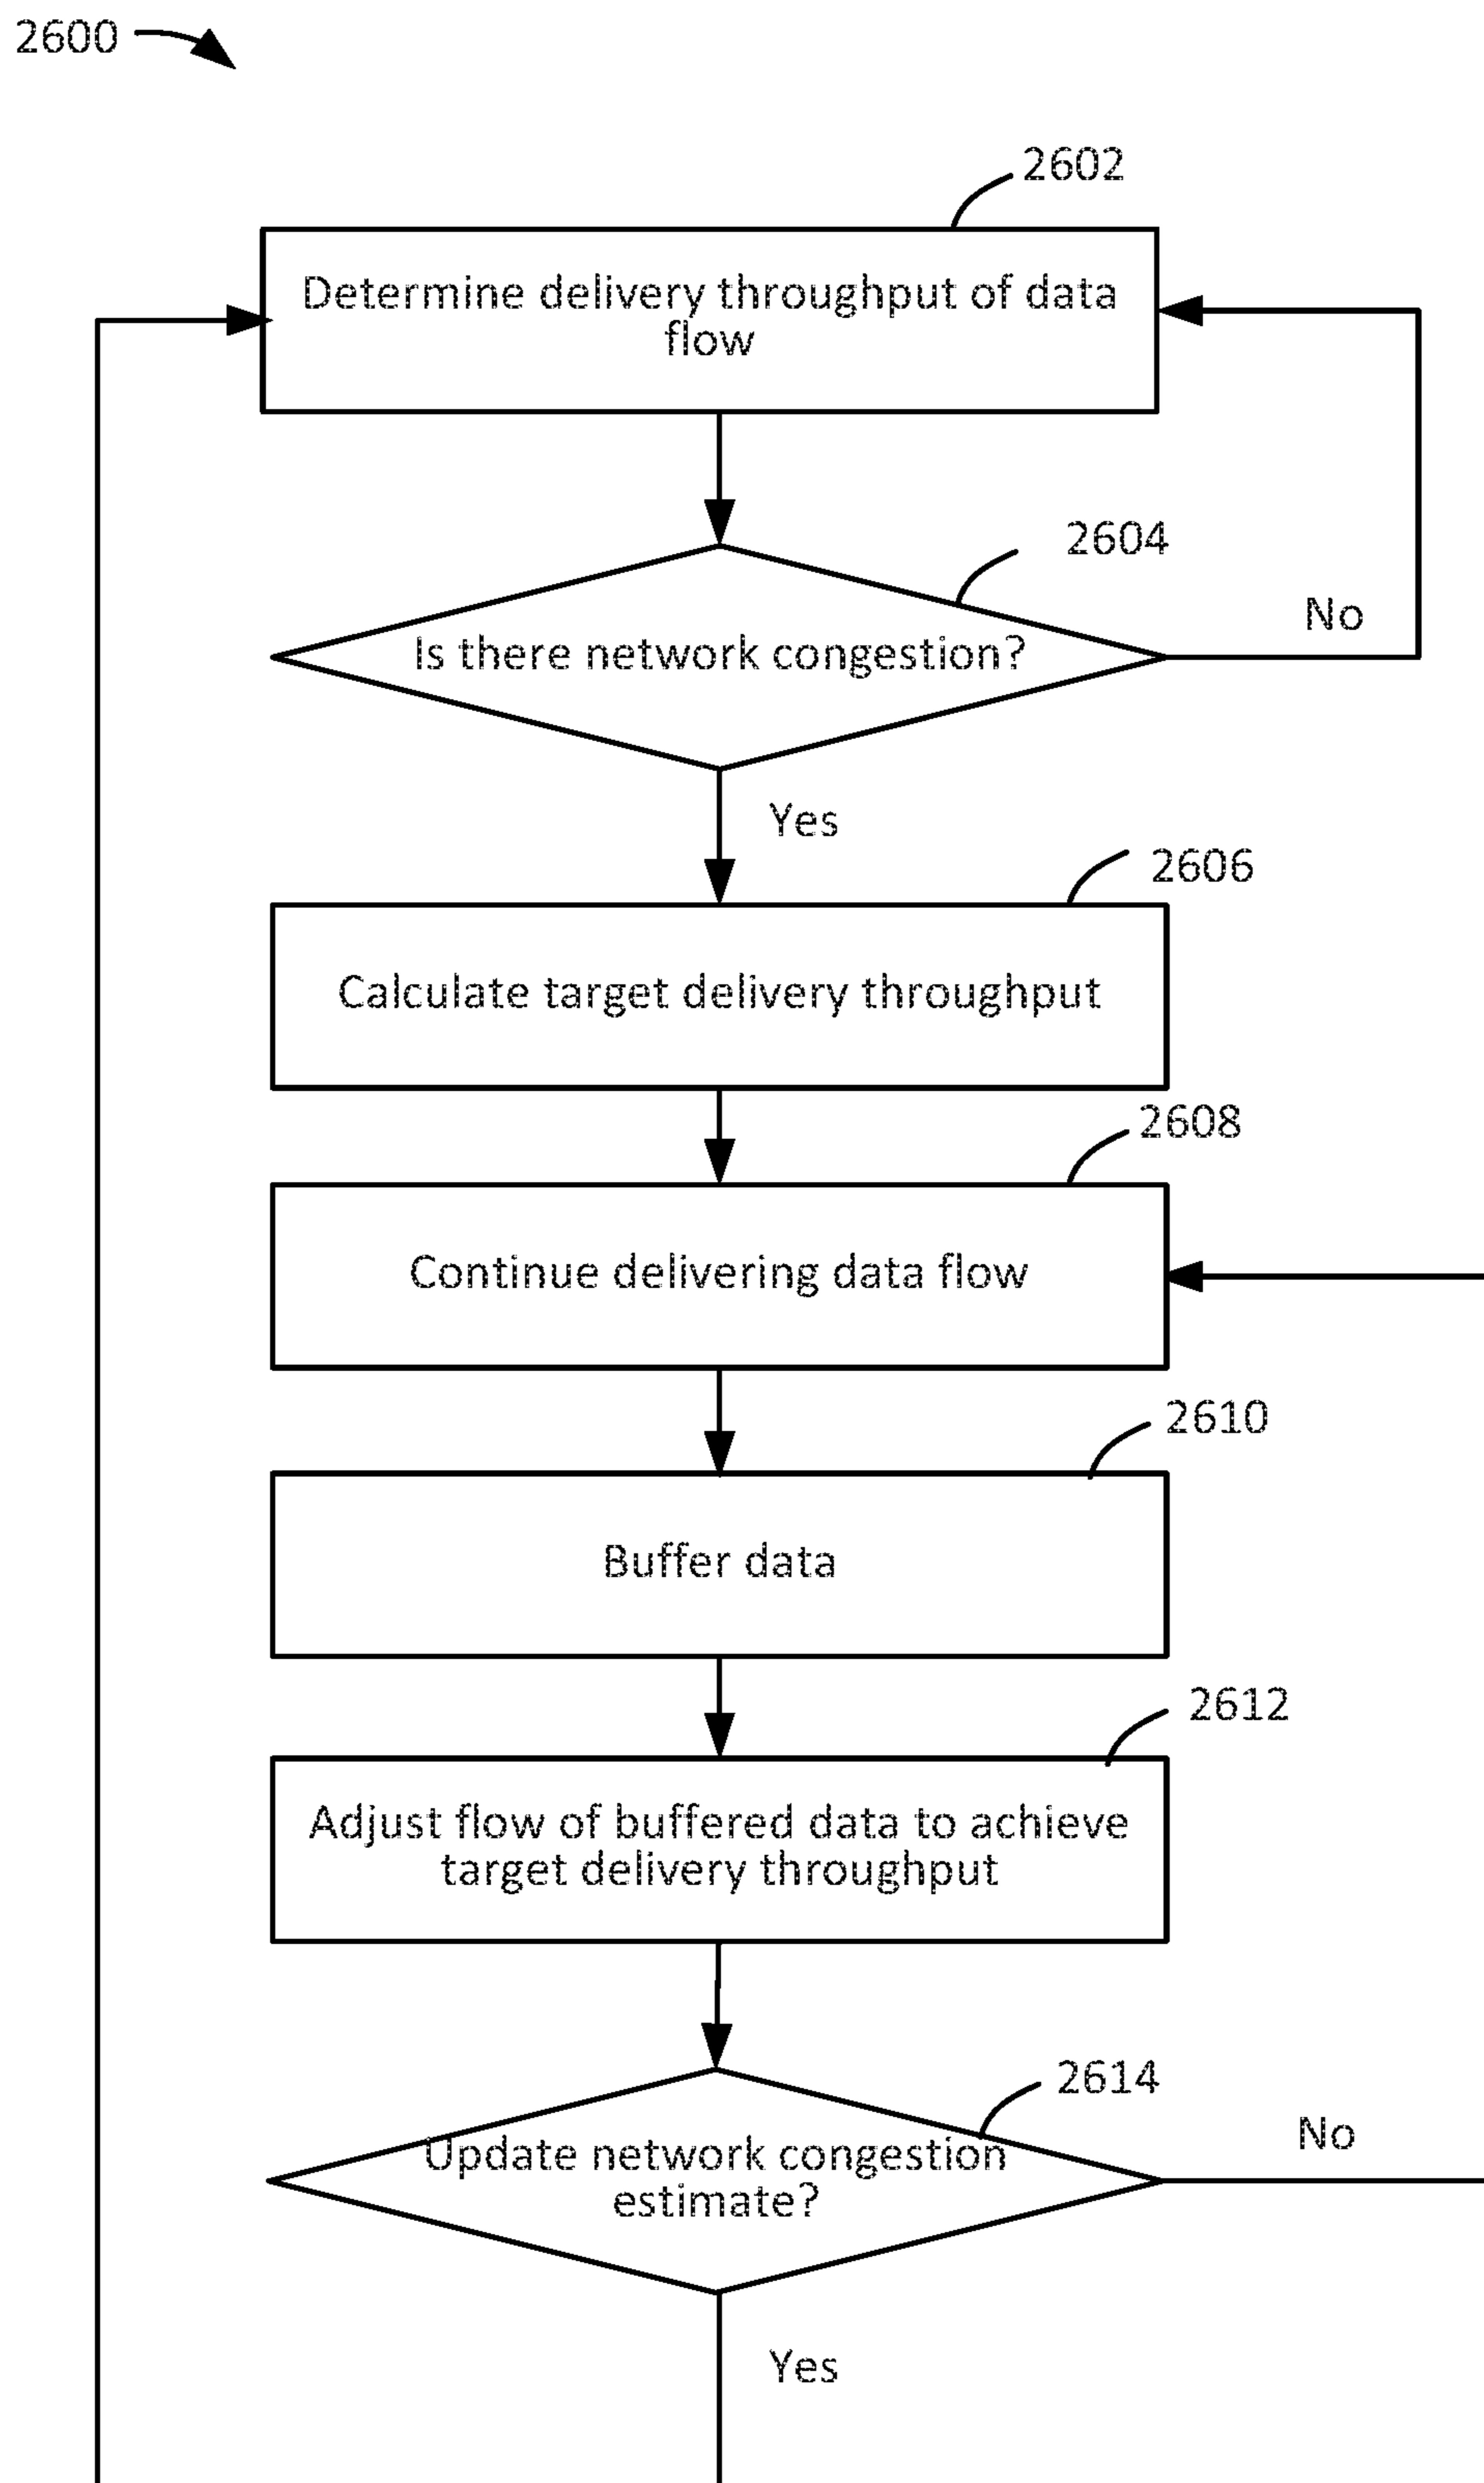 2600
2602
Determine delivery throughput of data
flow
2604
Is there network congestion?
No
Yes
2606
Calculate target delivery throughput
2608
Continue delivering data flow
2610
Buffer data
2612
Adjust flow of buffered data to achieve
target delivery throughput
2614
Update network congestion
estimate?
No
Yes